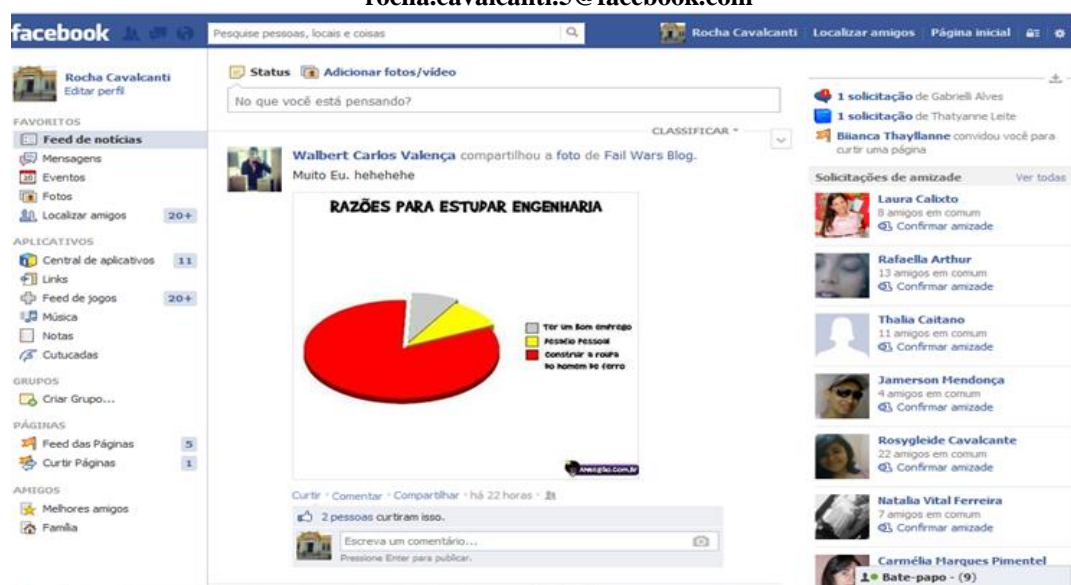 rocha.cavalcanti.5@facebook.com
facebook
Pesquise pessoas, locais e coisas
Rocha Cavalcanti Localizar amigos Página inicial
Rocha Cavalcanti
Editar perfil
FAVORITOS
Feed de notícias
Mensagens
Eventos
Fotos
Localizar amigos 20+
APLICATIVOS
Central de aplicativos 11
Links
Feed de jogos 20+
Música
Notas
Cutucadas
GRUPOS
Criar Grupo...
PÁGINAS
Feed das Páginas 5
Curtir Páginas 1
AMIGOS
Melhores amigos
Família
Status Adicionar fotos/vídeo
No que você está pensando?
CLASSIFICAR
Walbert Carlos Valença compartilhou a foto de Fail Wars Blog.
Muito Eu. hehehehe
RAZÕES PARA ESTUDAR ENGENHARIA
Ter um bom emprego
Desafio pessoal
Construir a roupa
do homem de ferro
Curtir · Comentar · Compartilhar · há 22 horas ·
2 pessoas curtiram isso.
Escreva um comentário...
Pressione Enter para publicar.
1 solicitação de Gabrielli Alves
1 solicitação de Thatyanne Leite
Biianca Thayllanne convidou você para
curtir uma página
Solicitações de amizade Ver todas
Laura Calixto
8 amigos em comum
Confirmar amizade
Rafaella Arthur
13 amigos em comum
Confirmar amizade
Thalia Caitano
11 amigos em comum
Confirmar amizade
Jamerson Mendonça
4 amigos em comum
Confirmar amizade
Rosygleide Cavalcante
22 amigos em comum
Confirmar amizade
Natalia Vital Ferreira
7 amigos em comum
Confirmar amizade
Carmélia Marques Pimentel
Bate-papo - (9)